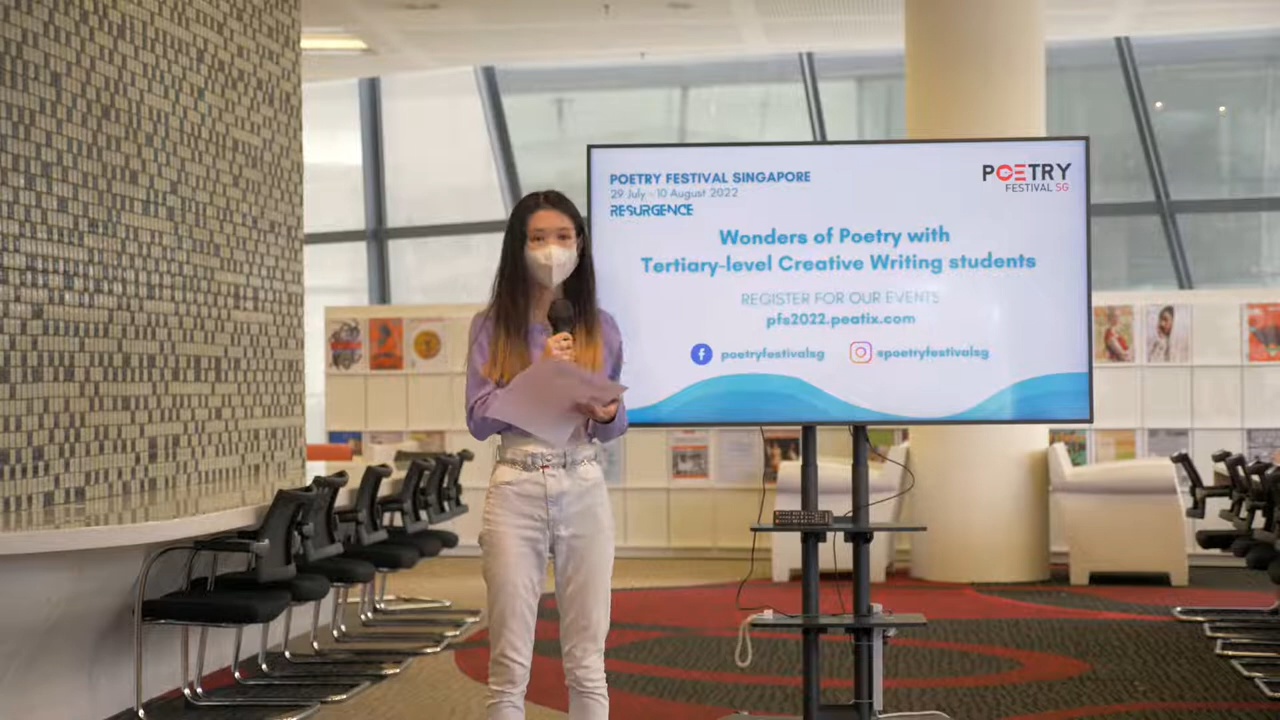 POETRY FESTIVAL SINGAPORE
29 July - 10 August 2022
RESURGENCE
POETRY
FESTIVAL SG
Wonders of Poetry with
Tertiary-level Creative Writing students
REGISTER FOR OUR EVENTS
pfs2022.peatix.com
poetryfestivalsg
@poetryfestivalsg